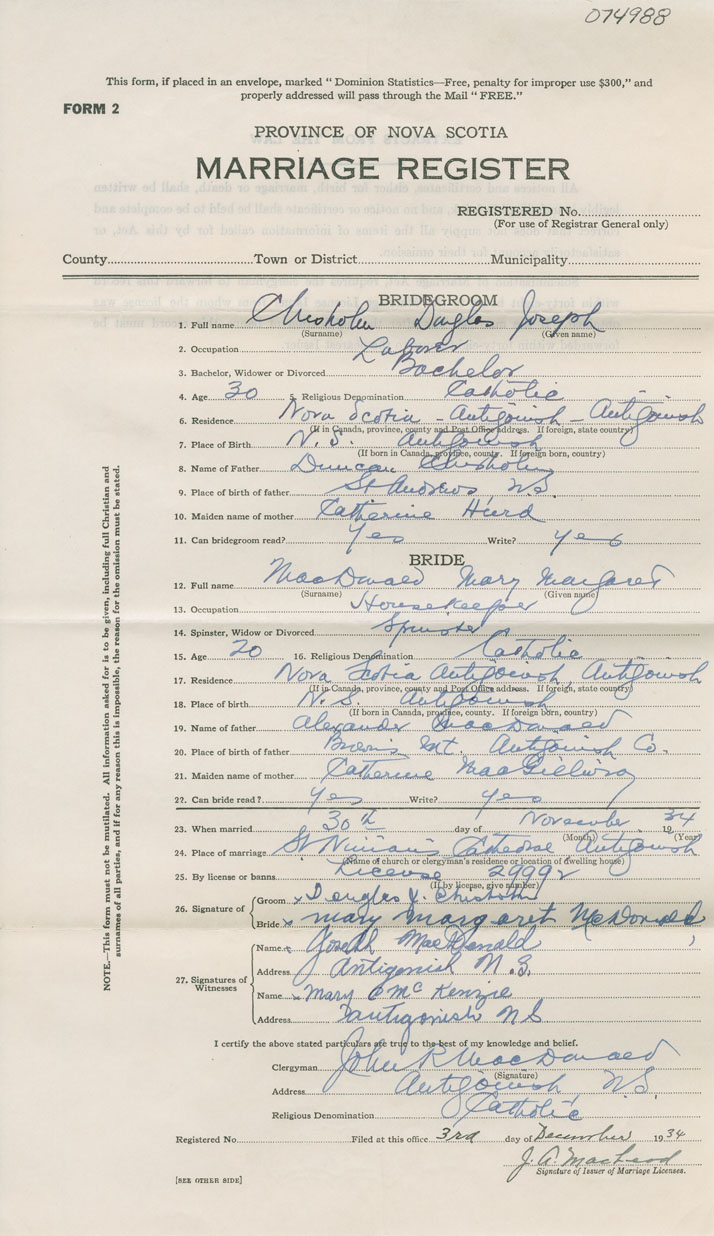 074988
This form, if placed in an envelope, marked " Dominion Statistics—Free, penalty for improper use $300," and
properly addressed will pass through the Mail " FREE."
FORM 2
PROVINCE OF NOVA SCOTIA
MARRIAGE REGISTER
REGISTERED No.
(For use of Registrar General only)
County Town or District Municipality
BRIDEGROOM
1. Full name Chisholm Douglas Joseph
(Surname) (Given name)
2. Occupation Laborer
3. Bachelor, Widower or Divorced Bachelor
4. Age 30 5. Religious Denomination Catholic
6. Residence Nova Scotia - Antigonish - Antigonish
(If in Canada, province, county and Post Office address. If foreign, state country)
7. Place of Birth N.S. Antigonish
(If born in Canada, province, county. If foreign born, country)
8. Name of Father Duncan Chisholm
9. Place of birth of father St Andrews N.S.
10. Maiden name of mother Catherine Hurd
11. Can bridegroom read? Yes Write? Yes
BRIDE
12. Full name MacDonald Mary Margaret
(Surname) (Given name)
13. Occupation Housekeeper
14. Spinster, Widow or Divorced Spinster
15. Age 20 16. Religious Denomination Catholic
17. Residence Nova Scotia Antigonish Antigonish
(If in Canada, province, county and Post Office address. If foreign, state country)
18. Place of birth N.S. Antigonish
(If born in Canada, province, county. If foreign born, country)
19. Name of father Alexander MacDonald
20. Place of birth of father Mt. Antigonish Co.
21. Maiden name of mother Catherine MacGillivray
22. Can bride read? Yes Write? Yes
23. When married 30th day of November 19 34
(Month) (Year)
24. Place of marriage St Ninian's Cathedral Antigonish
(Name of church or clergyman's residence or location of dwelling house)
25. By license or banns License 29992
(If by license, give number)
26. Signature of Groom x Douglas J. Chisholm
Bride x Mary Margaret McDonald
27. Signatures of Witnesses Name x Joseph MacDonald
Address Antigonish N.S.
Name x Mary C McKenzie
Address Antigonish N S
I certify the above stated particulars are true to the best of my knowledge and belief.
Clergyman John R MacDonald
(Signature)
Address Antigonish N.S.
Religious Denomination Catholic
Registered No. Filed at this office 3rd day of December 19 34
J. A. MacLeod
Signature of Issuer of Marriage Licenses.
[SEE OTHER SIDE]
NOTE.—This form must not be mutilated. All information asked for is to be given, including full Christian and
surnames of all parties, and if for any reason this is impossible, the reason for the omission must be stated.